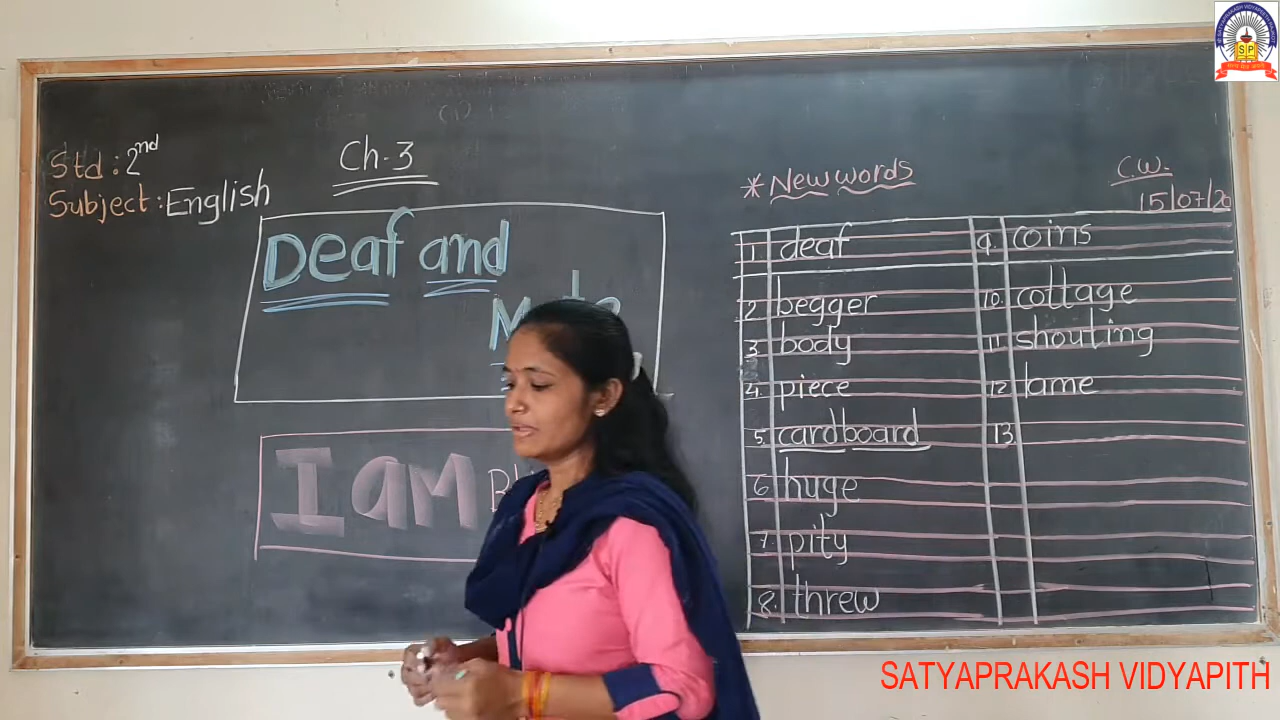 Std : 2nd
Subject : English
Ch-3
Deaf and
I am
* New words
C.W.
15/07/20
1. deaf
2. begger
3. body
4. piece
5. cardboard
6. huge
7. pity
8. threw
9. coins
10. cottage
11. shouting
12. lame
13.
SP
SATYAPRAKASH VIDYAPITH